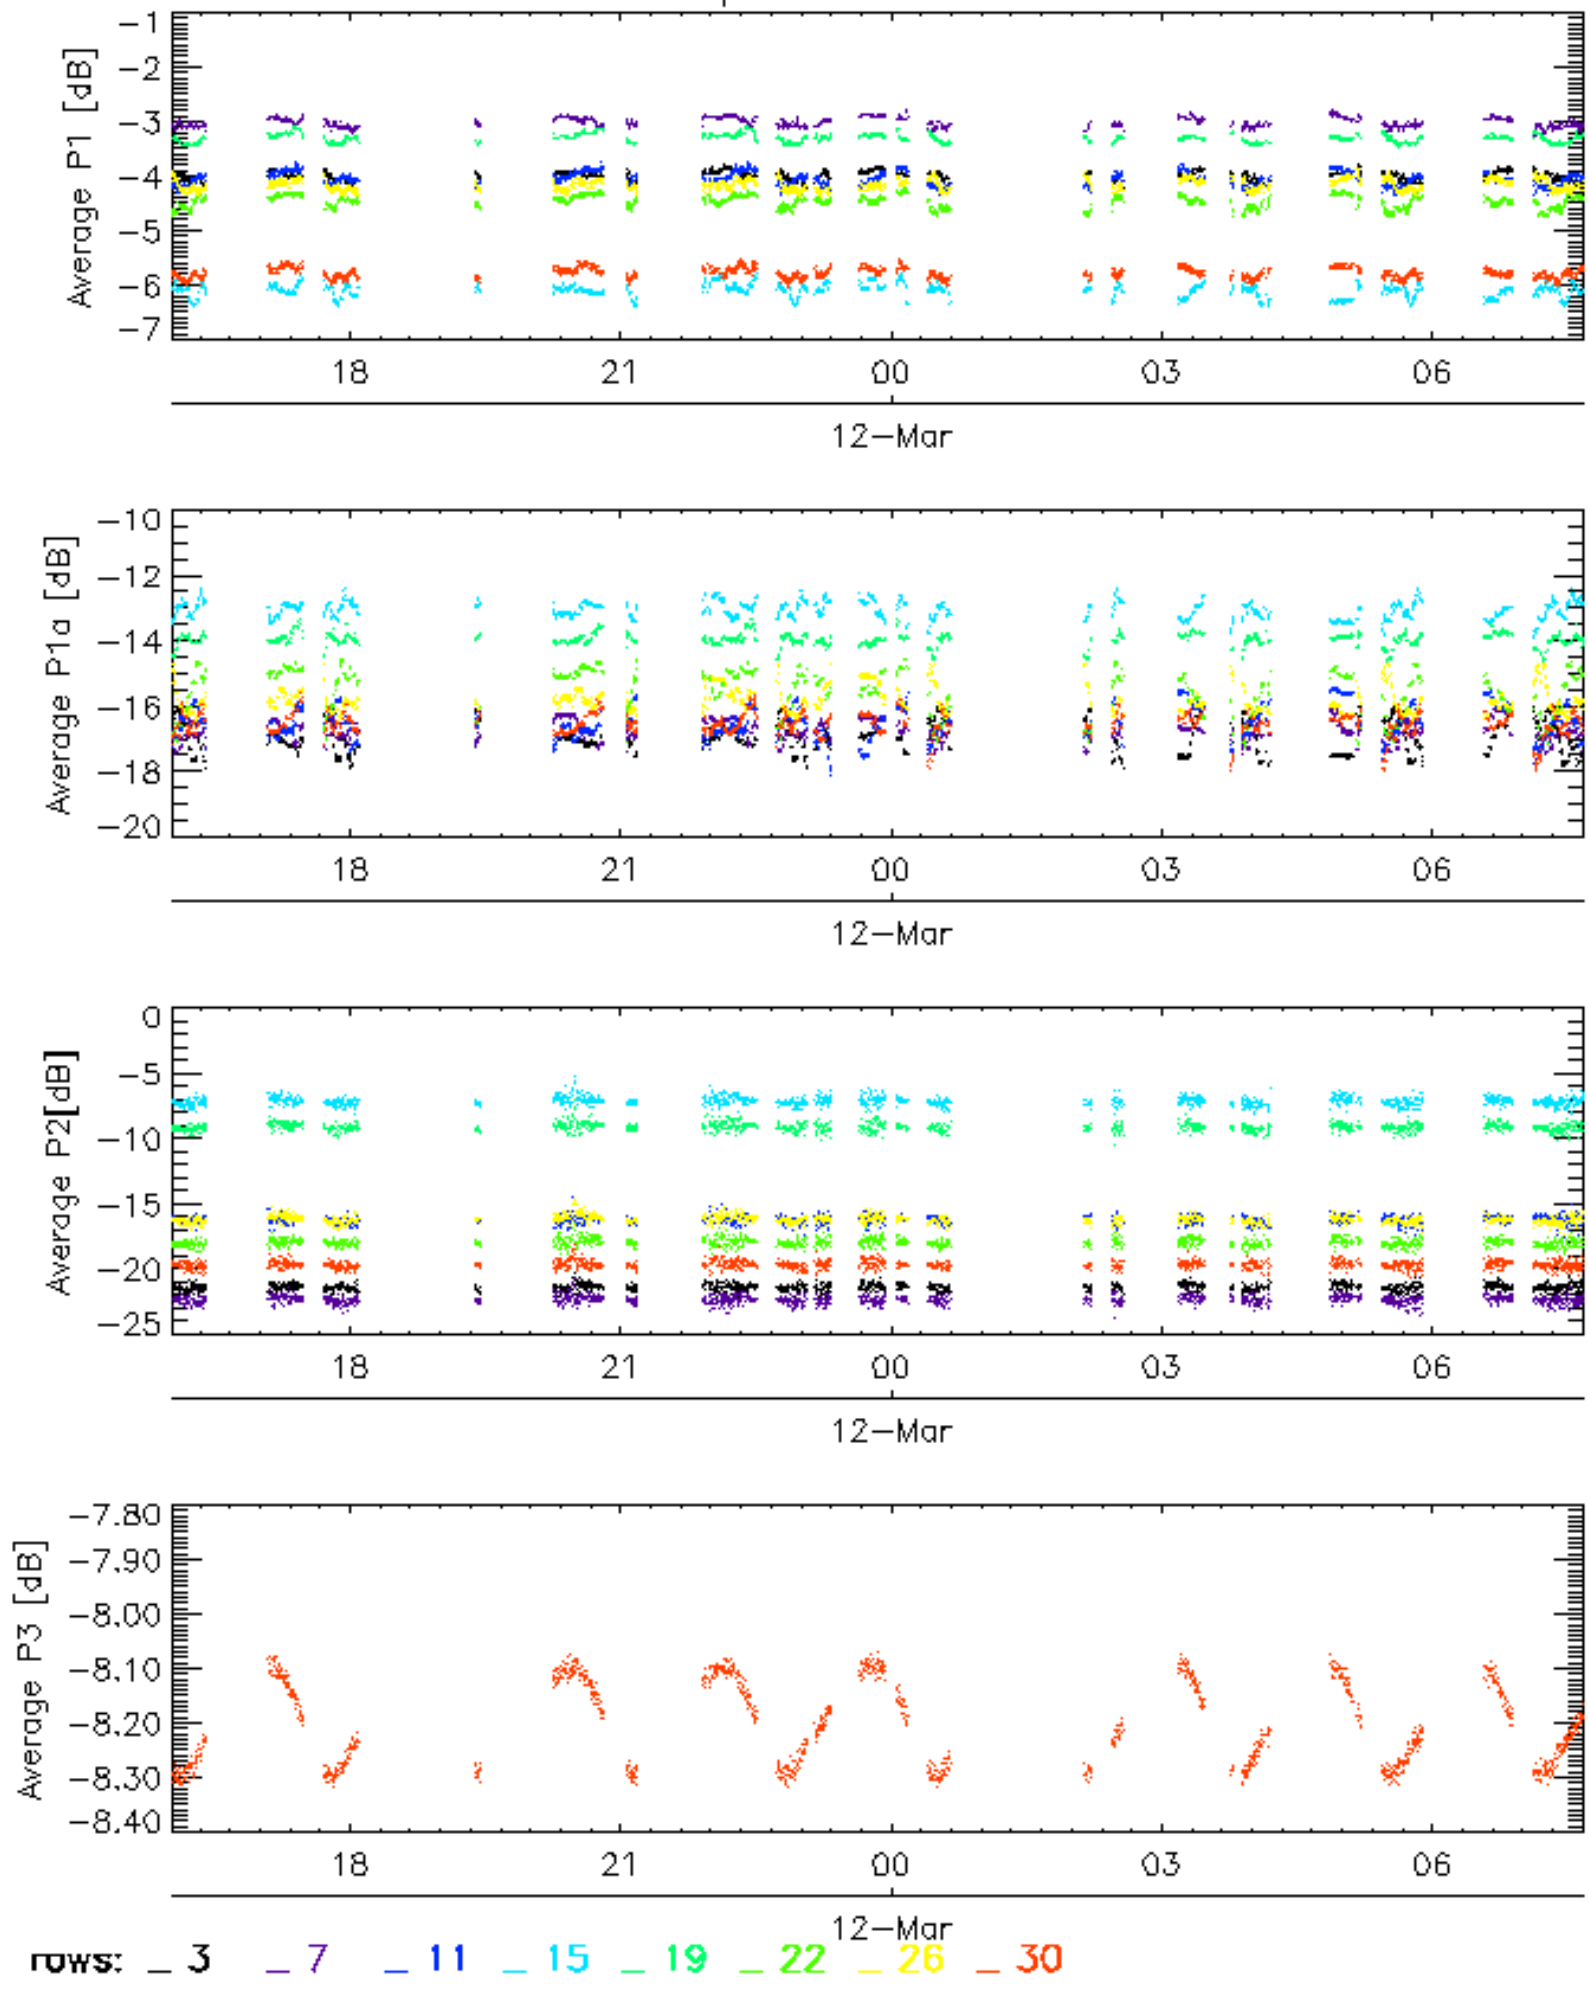 Average P1 [dB]
−1
−2
−3
−4
−5
−6
−7
18 21 00 03 06
12−Mar
Average P1a [dB]
−10
−12
−14
−16
−18
−20
18 21 00 03 06
12−Mar
Average P2[dB]
0
−5
−10
−15
−20
−25
18 21 00 03 06
12−Mar
Average P3 [dB]
−7.80
−7.90
−8.00
−8.10
−8.20
−8.30
−8.40
18 21 00 03 06
12−Mar
rows: _ 3 _ 7 _ 11 _ 15 _ 19 _ 22 _ 26 _ 30